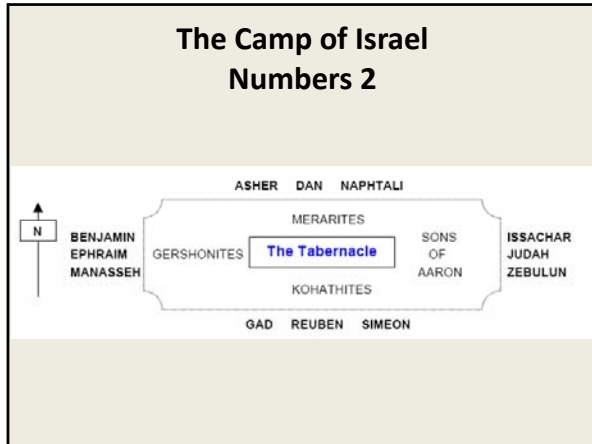 The Camp of Israel
Numbers 2
ASHER DAN NAPHTALI
N
MERARITES
BENJAMIN
EPHRAIM
MANASSEH
GERSHONITES
The Tabernacle
SONS
OF
AARON
ISSACHAR
JUDAH
ZEBULUN
KOHATHITES
GAD REUBEN SIMEON